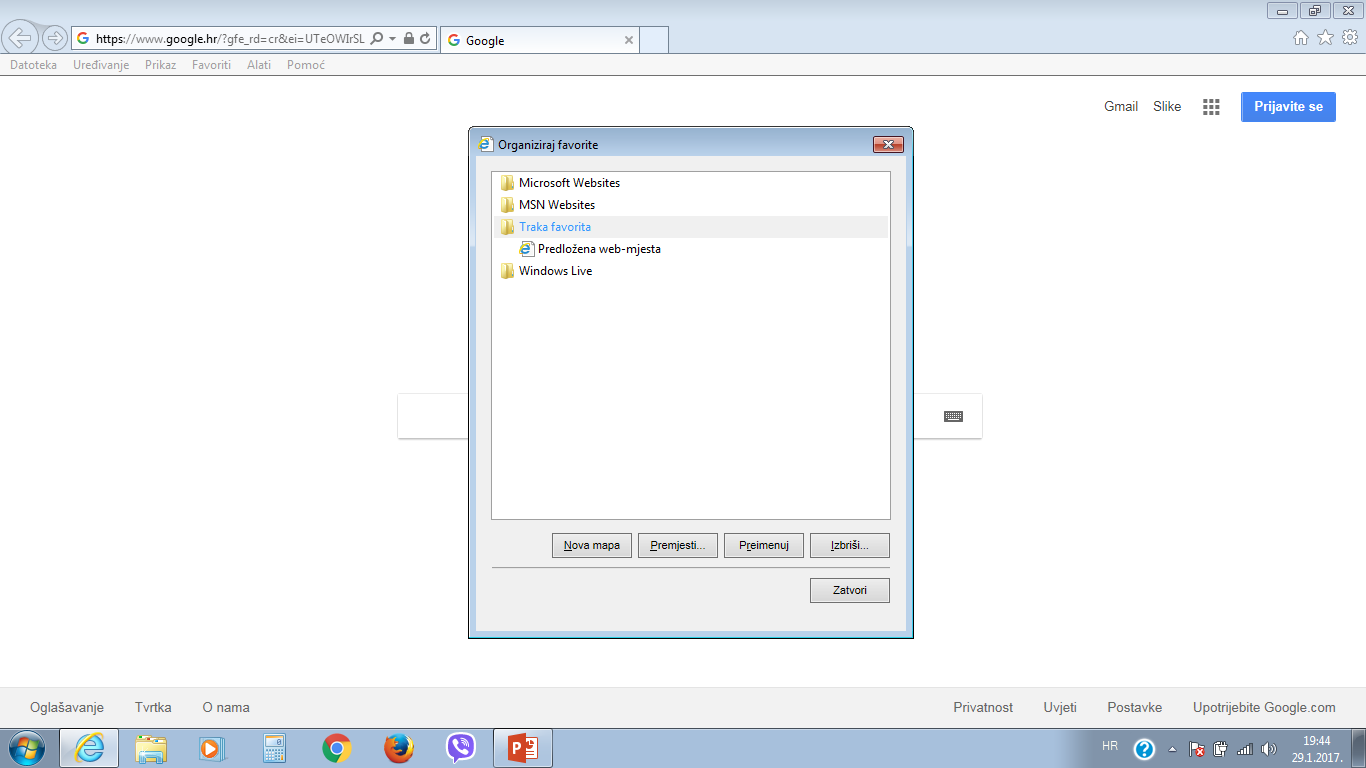 https://www.google.hr/?gfe_rd=cr&ei=UTeOWIrSL
Google
Datoteka Uređivanje Prikaz Favoriti Alati Pomoć
Gmail Slike Prijavite se
Organiziraj favorite
Microsoft Websites
MSN Websites
Traka favorita
Predložena web-mjesta
Windows Live
Nova mapa Premjesti... Preimenuj Izbriši...
Zatvori
Oglašavanje Tvrtka O nama Privatnost Uvjeti Postavke Upotrijebite Google.com
HR 19:44
29.1.2017.